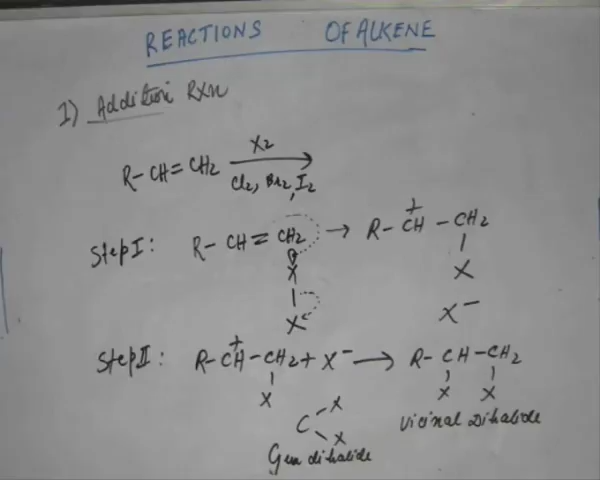 REACTIONS OF ALKENE
I) Addition Rxn
R-CH=CH2 X2
Cl2, Br2, I2
Step I: R-CH=CH2 → R-CH+-CH2
X
X
X X-
Step II: R-CH+-CH2+X- → R-CH-CH2
X X X
C X X Vicinal Dihalide
Gem dihalide